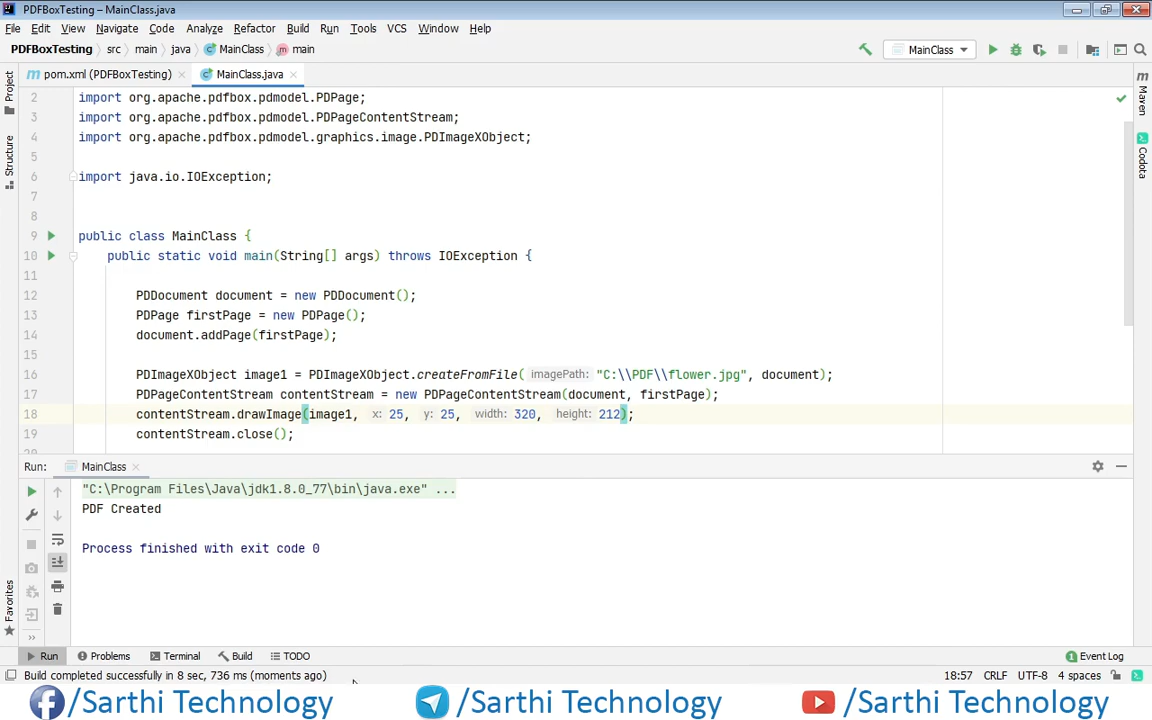 PDFBoxTesting – MainClass.java
File Edit View Navigate Code Analyze Refactor Build Run Tools VCS Window Help
PDFBoxTesting src main java MainClass main MainClass
pom.xml (PDFBoxTesting) MainClass.java
Project
Structure
Favorites
Maven
Codota
2 import org.apache.pdfbox.pdmodel.PDPage;
3 import org.apache.pdfbox.pdmodel.PDPageContentStream;
4 import org.apache.pdfbox.pdmodel.graphics.image.PDImageXObject;
5
6 import java.io.IOException;
7
8
9 public class MainClass {
10 public static void main(String[] args) throws IOException {
11
12 PDDocument document = new PDDocument();
13 PDPage firstPage = new PDPage();
14 document.addPage(firstPage);
15
16 PDImageXObject image1 = PDImageXObject.createFromFile( imagePath: "C:\\PDF\\flower.jpg", document);
17 PDPageContentStream contentStream = new PDPageContentStream(document, firstPage);
18 contentStream.drawImage(image1, x: 25, y: 25, width: 320, height: 212);
19 contentStream.close();
Run: MainClass
"C:\Program Files\Java\jdk1.8.0_77\bin\java.exe" ...
PDF Created
Process finished with exit code 0
Run Problems Terminal Build TODO 1 Event Log
Build completed successfully in 8 sec, 736 ms (moments ago) 18:57 CRLF UTF-8 4 spaces
/Sarthi Technology /Sarthi Technology /Sarthi Technology